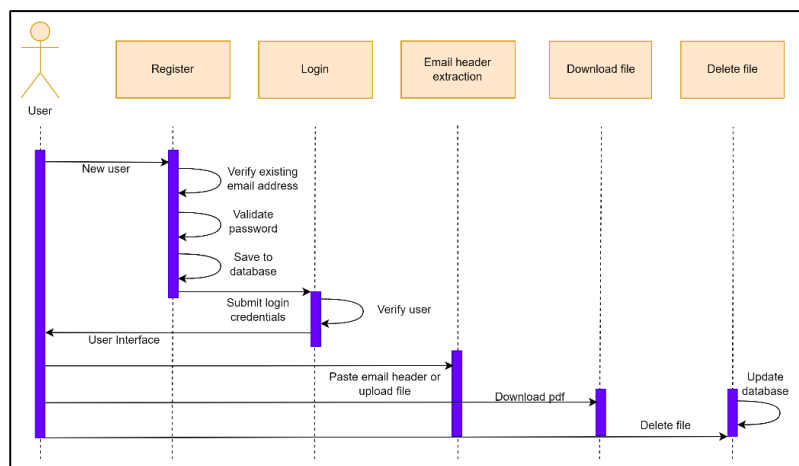 Register
Login
Email header
extraction
Download file
Delete file
User
New user
Verify existing
email address
Validate
password
Save to
database
Submit login
credentials
Verify user
User Interface
Paste email header or
upload file
Download pdf
Update
database
Delete file